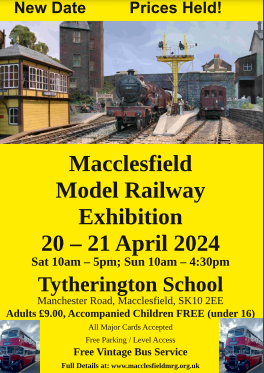 New Date Prices Held!
Macclesfield
Model Railway
Exhibition
20 – 21 April 2024
Sat 10am – 5pm; Sun 10am – 4:30pm
Tytherington School
Manchester Road, Macclesfield, SK10 2EE
Adults £9.00, Accompanied Children FREE (under 16)
All Major Cards Accepted
Free Parking / Level Access
Free Vintage Bus Service
Full Details at: www.macclesfieldmrg.org.uk